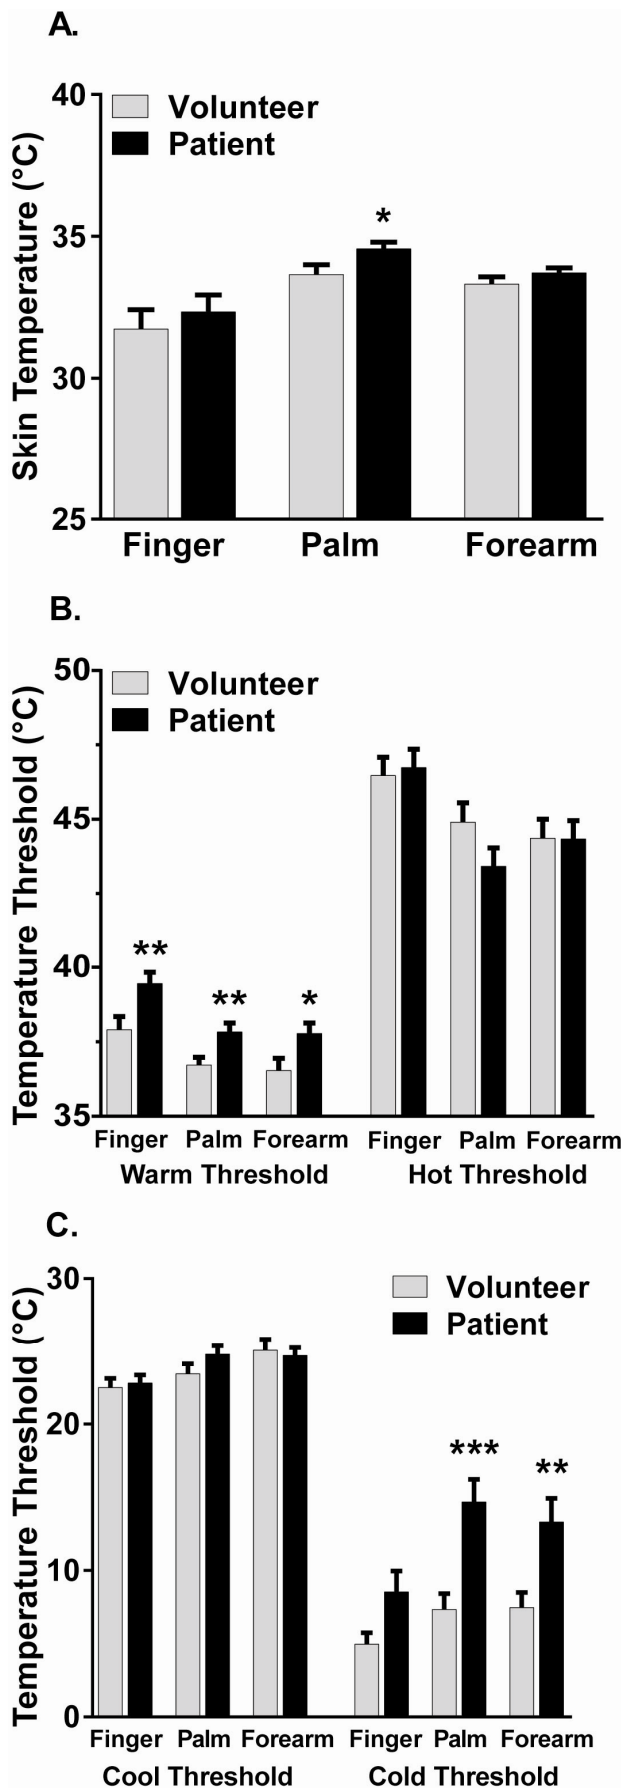 A.
Volunteer
Patient
Skin Temperature (°C)
40
35
30
25
*
Finger Palm Forearm
B.
Volunteer
Patient
Temperature Threshold (°C)
50
45
40
35
** ** *
Finger Palm Forearm Finger Palm Forearm
Warm Threshold Hot Threshold
C.
Volunteer
Patient
Temperature Threshold (°C)
30
20
10
0
*** **
Finger Palm Forearm Finger Palm Forearm
Cool Threshold Cold Threshold